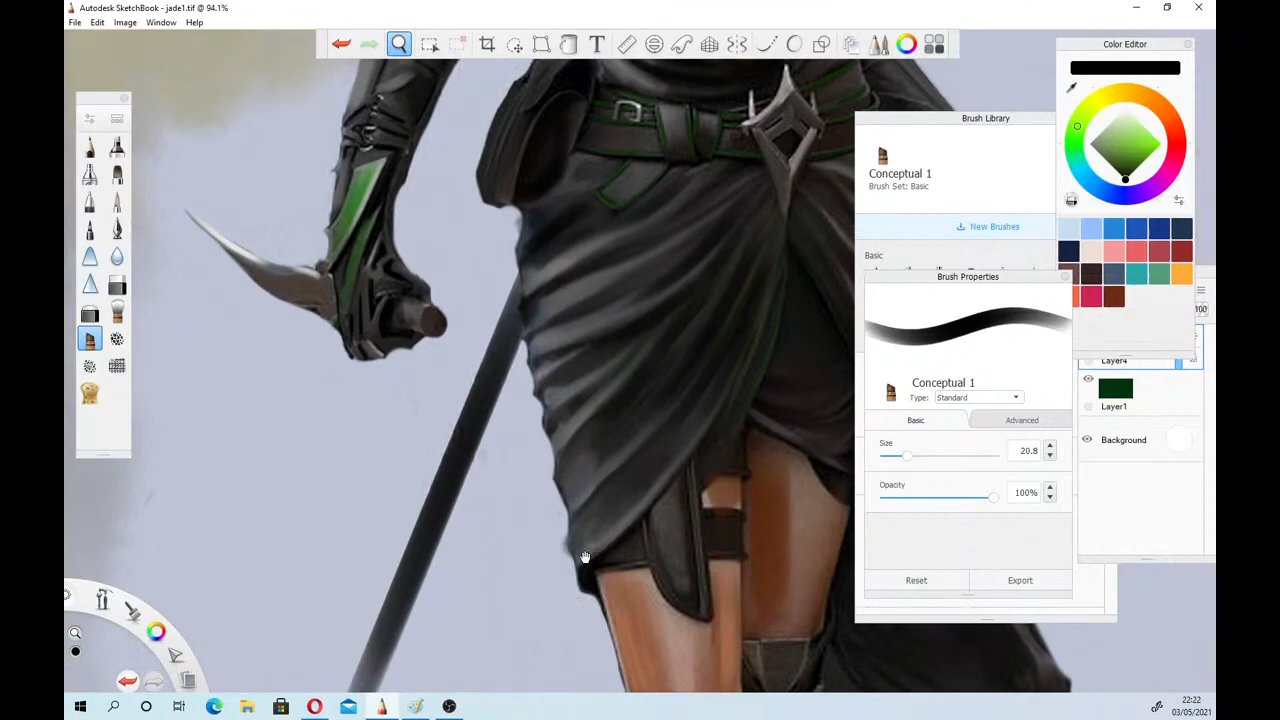 Autodesk SketchBook - jade1.tif @ 94.1%
File Edit Image Window Help
Color Editor
Brush Library
Conceptual 1
Brush Set: Basic
New Brushes
Basic
Brush Properties
100
Conceptual 1
Type: Standard
Layer4
Basic Advanced
Layer1
Size
20.8
Background
Opacity
100%
Reset Export
22:22
03/05/2021